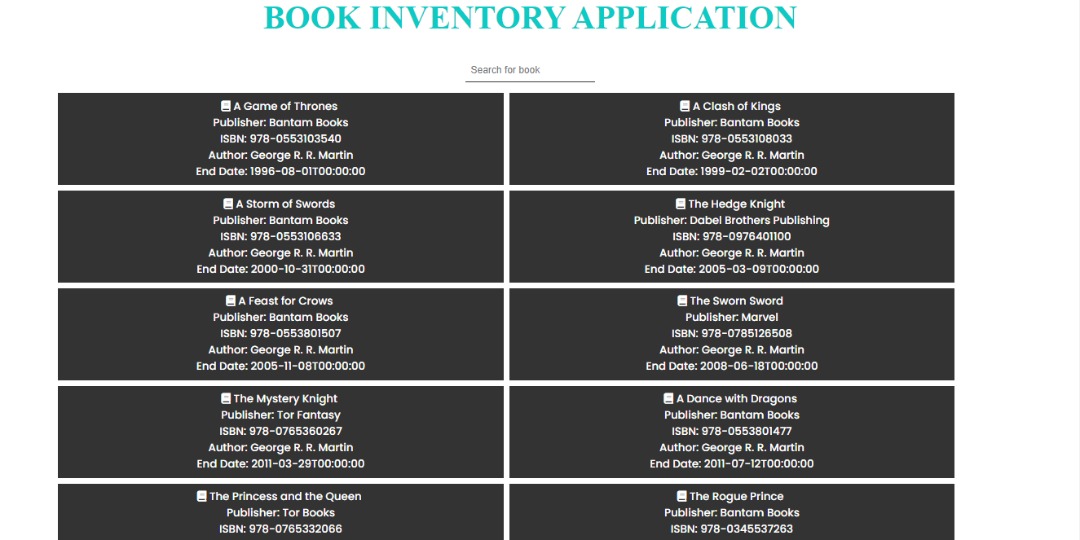 BOOK INVENTORY APPLICATION
Search for book
A Game of Thrones
Publisher: Bantam Books
ISBN: 978-0553103540
Author: George R. R. Martin
End Date: 1996-08-01T00:00:00
A Clash of Kings
Publisher: Bantam Books
ISBN: 978-0553108033
Author: George R. R. Martin
End Date: 1999-02-02T00:00:00
A Storm of Swords
Publisher: Bantam Books
ISBN: 978-0553106633
Author: George R. R. Martin
End Date: 2000-10-31T00:00:00
The Hedge Knight
Publisher: Dabel Brothers Publishing
ISBN: 978-0976401100
Author: George R. R. Martin
End Date: 2005-03-09T00:00:00
A Feast for Crows
Publisher: Bantam Books
ISBN: 978-0553801507
Author: George R. R. Martin
End Date: 2005-11-08T00:00:00
The Sworn Sword
Publisher: Marvel
ISBN: 978-0785126508
Author: George R. R. Martin
End Date: 2008-06-18T00:00:00
The Mystery Knight
Publisher: Tor Fantasy
ISBN: 978-0765360267
Author: George R. R. Martin
End Date: 2011-03-29T00:00:00
A Dance with Dragons
Publisher: Bantam Books
ISBN: 978-0553801477
Author: George R. R. Martin
End Date: 2011-07-12T00:00:00
The Princess and the Queen
Publisher: Tor Books
ISBN: 978-0765332066
The Rogue Prince
Publisher: Bantam Books
ISBN: 978-0345537263